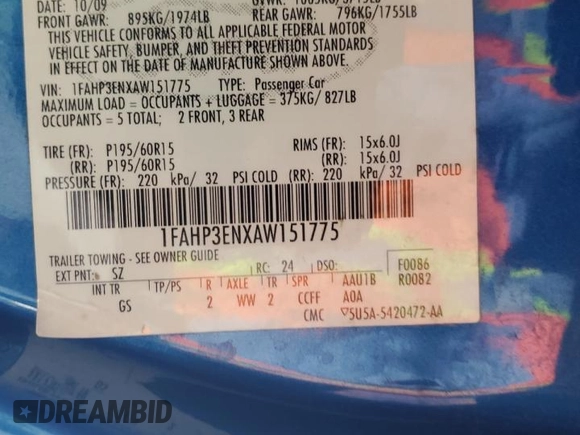 DATE: 10/09
FRONT GAWR: 895KG/1974LB REAR GAWR: 796KG/1755LB
THIS VEHICLE CONFORMS TO ALL APPLICABLE FEDERAL MOTOR
VEHICLE SAFETY, BUMPER, AND THEFT PREVENTION STANDARDS
IN EFFECT ON THE DATE OF MANUFACTURE SHOWN ABOVE.
VIN: 1FAHP3ENXAW151775 TYPE: Passenger Car
MAXIMUM LOAD = OCCUPANTS + LUGGAGE = 375KG/ 827LB
OCCUPANTS = 5 TOTAL; 2 FRONT, 3 REAR
TIRE (FR): P195/60R15 RIMS (FR): 15x6.0J
(RR): P195/60R15 (RR): 15x6.0J
PRESSURE (FR): 220 kPa/ 32 PSI COLD (RR): 220 kPa/ 32 PSI COLD
1FAHP3ENXAW151775
TRAILER TOWING - SEE OWNER GUIDE
EXT PNT: SZ RC: 24 DSO: F0086
INT TR TP/PS R AXLE TR SPR AAU1B R0082
GS 2 WW 2 CCFF A0A
CMC 5U5A-5420472-AA
DREAMBID